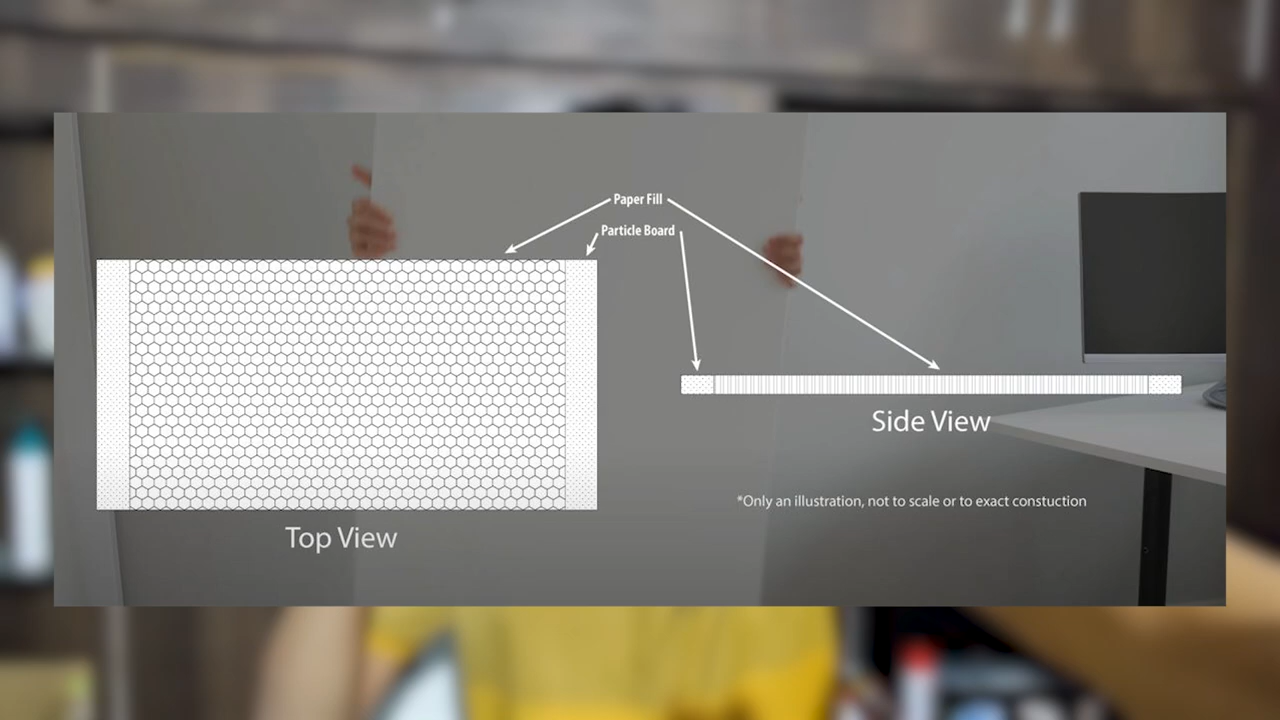 Paper Fill
Particle Board
Side View
*Only an illustration, not to scale or to exact constuction
Top View